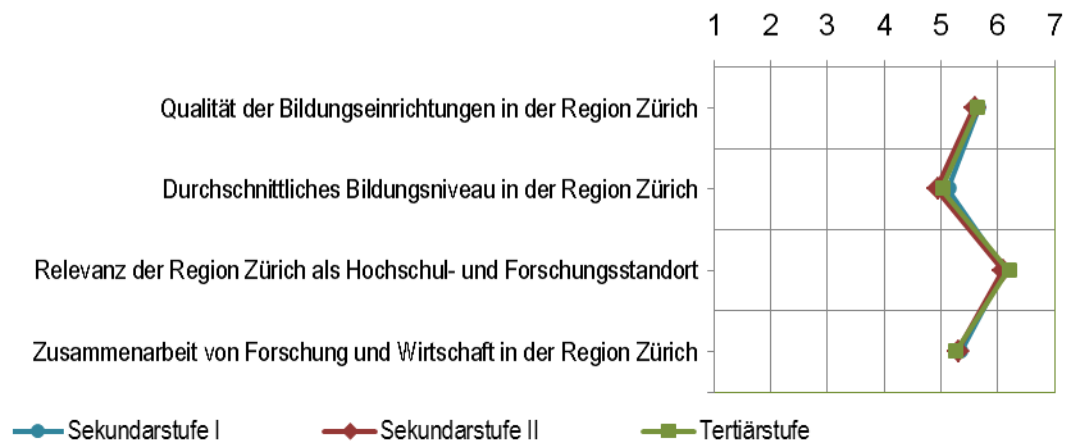 1 2 3 4 5 6 7
Qualität der Bildungseinrichtungen in der Region Zürich
Durchschnittliches Bildungsniveau in der Region Zürich
Relevanz der Region Zürich als Hochschul- und Forschungsstandort
Zusammenarbeit von Forschung und Wirtschaft in der Region Zürich
Sekundarstufe I Sekundarstufe II Tertiärstufe